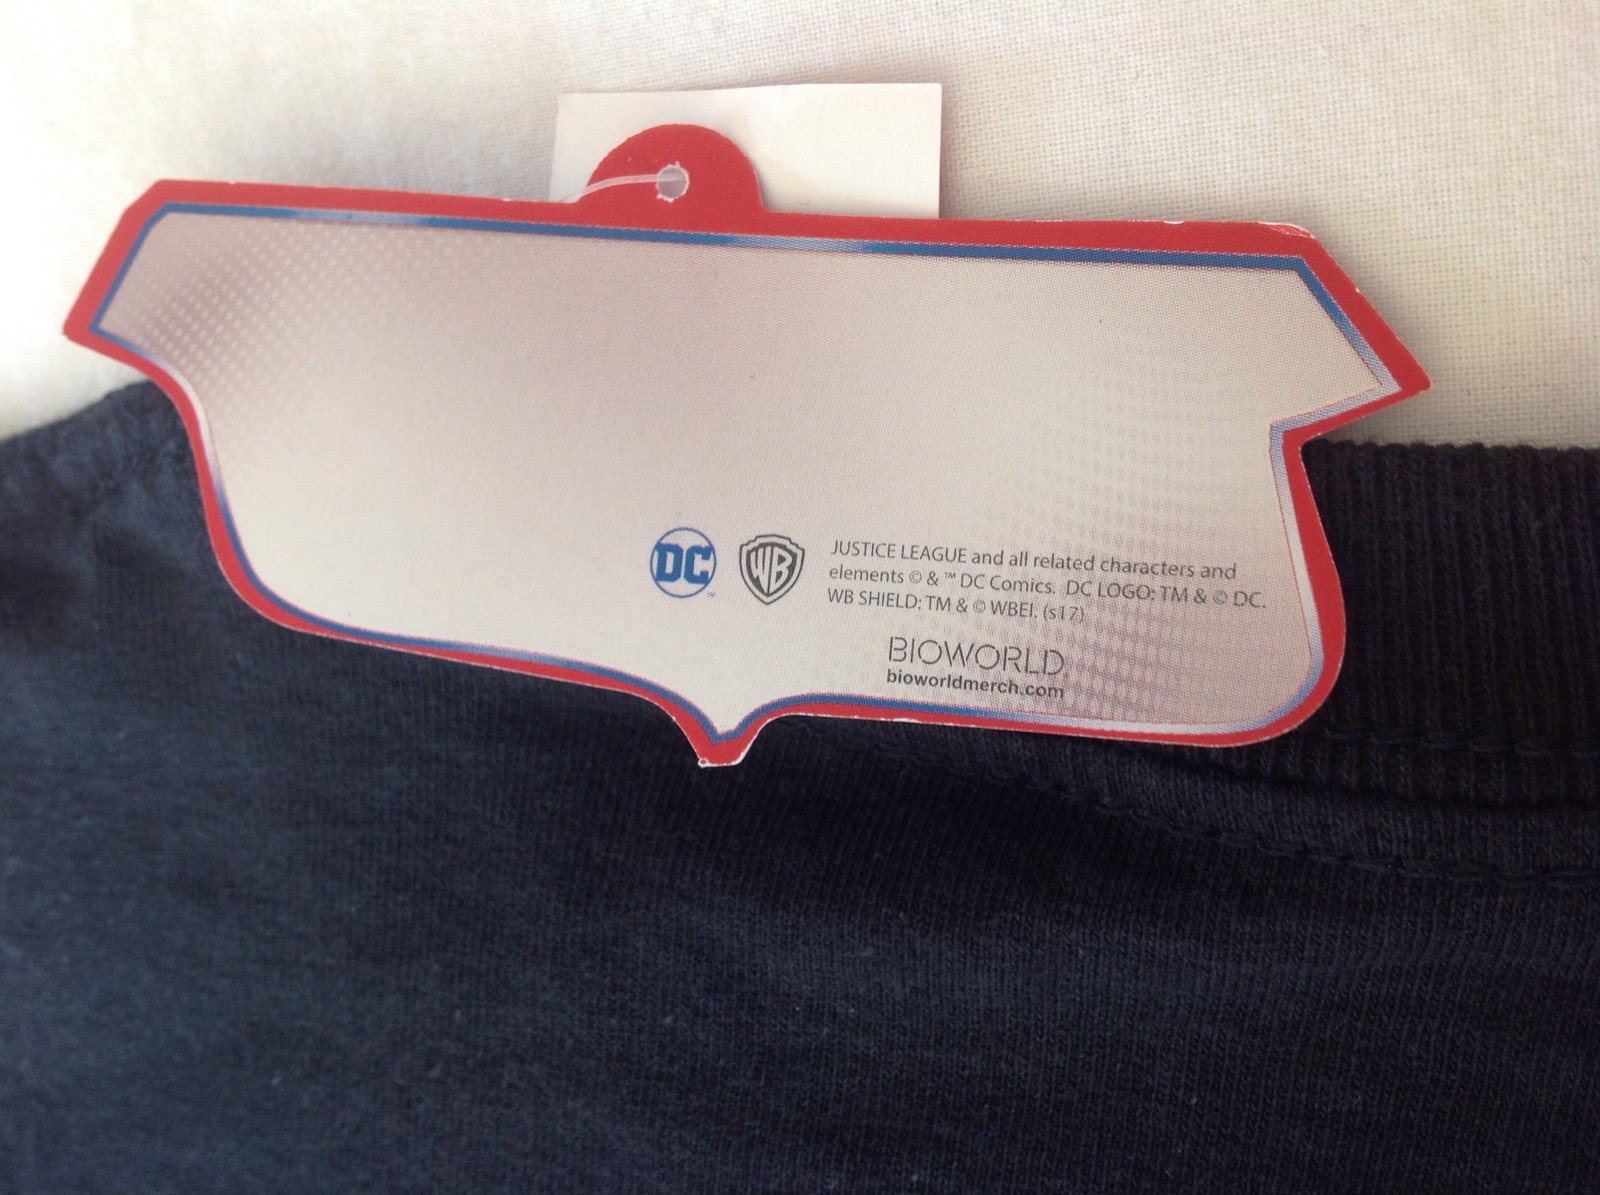 DC™
WB
JUSTICE LEAGUE and all related characters and
elements © & ™ DC Comics. DC LOGO: TM & © DC.
WB SHIELD: TM & © WBEI. (s17)
BIOWORLD®
bioworldmerch.com